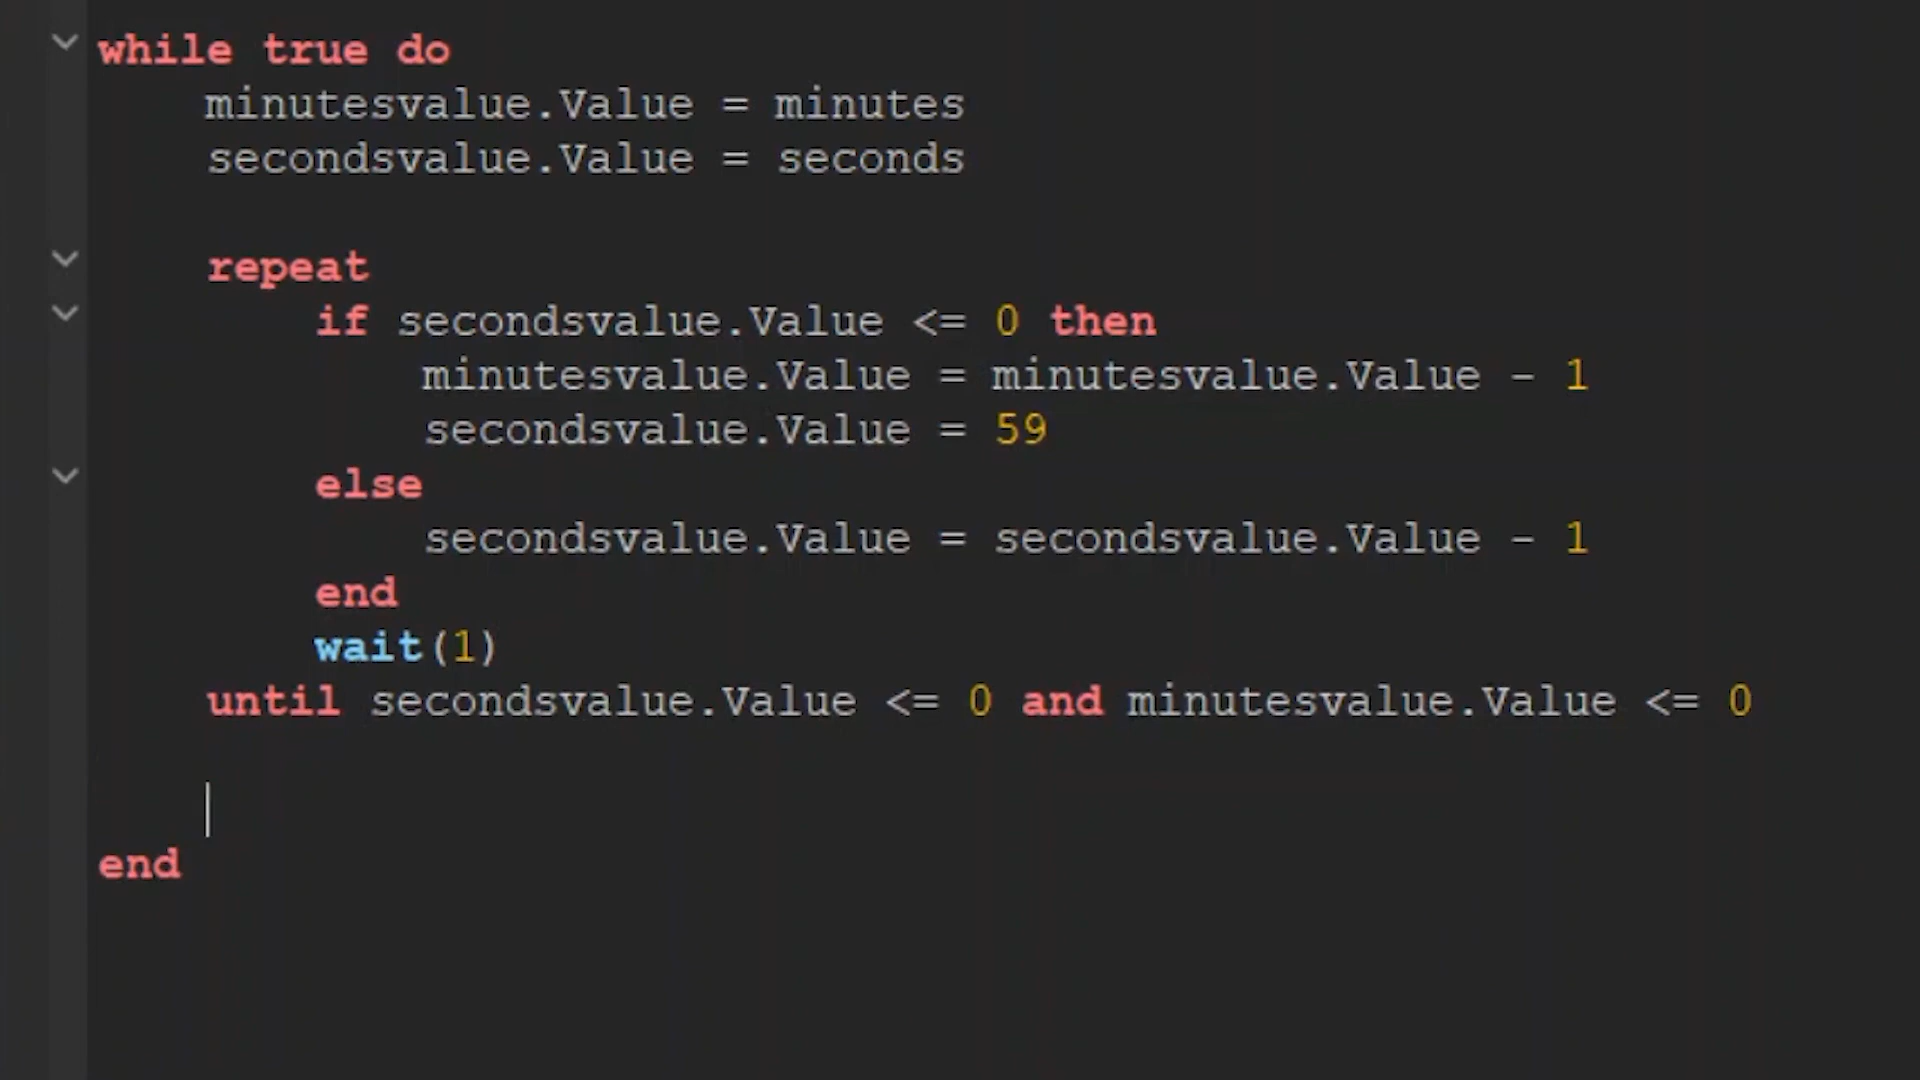 while true do
minutesvalue.Value = minutes
secondsvalue.Value = seconds
repeat
if secondsvalue.Value <= 0 then
minutesvalue.Value = minutesvalue.Value - 1
secondsvalue.Value = 59
else
secondsvalue.Value = secondsvalue.Value - 1
end
wait(1)
until secondsvalue.Value <= 0 and minutesvalue.Value <= 0
end